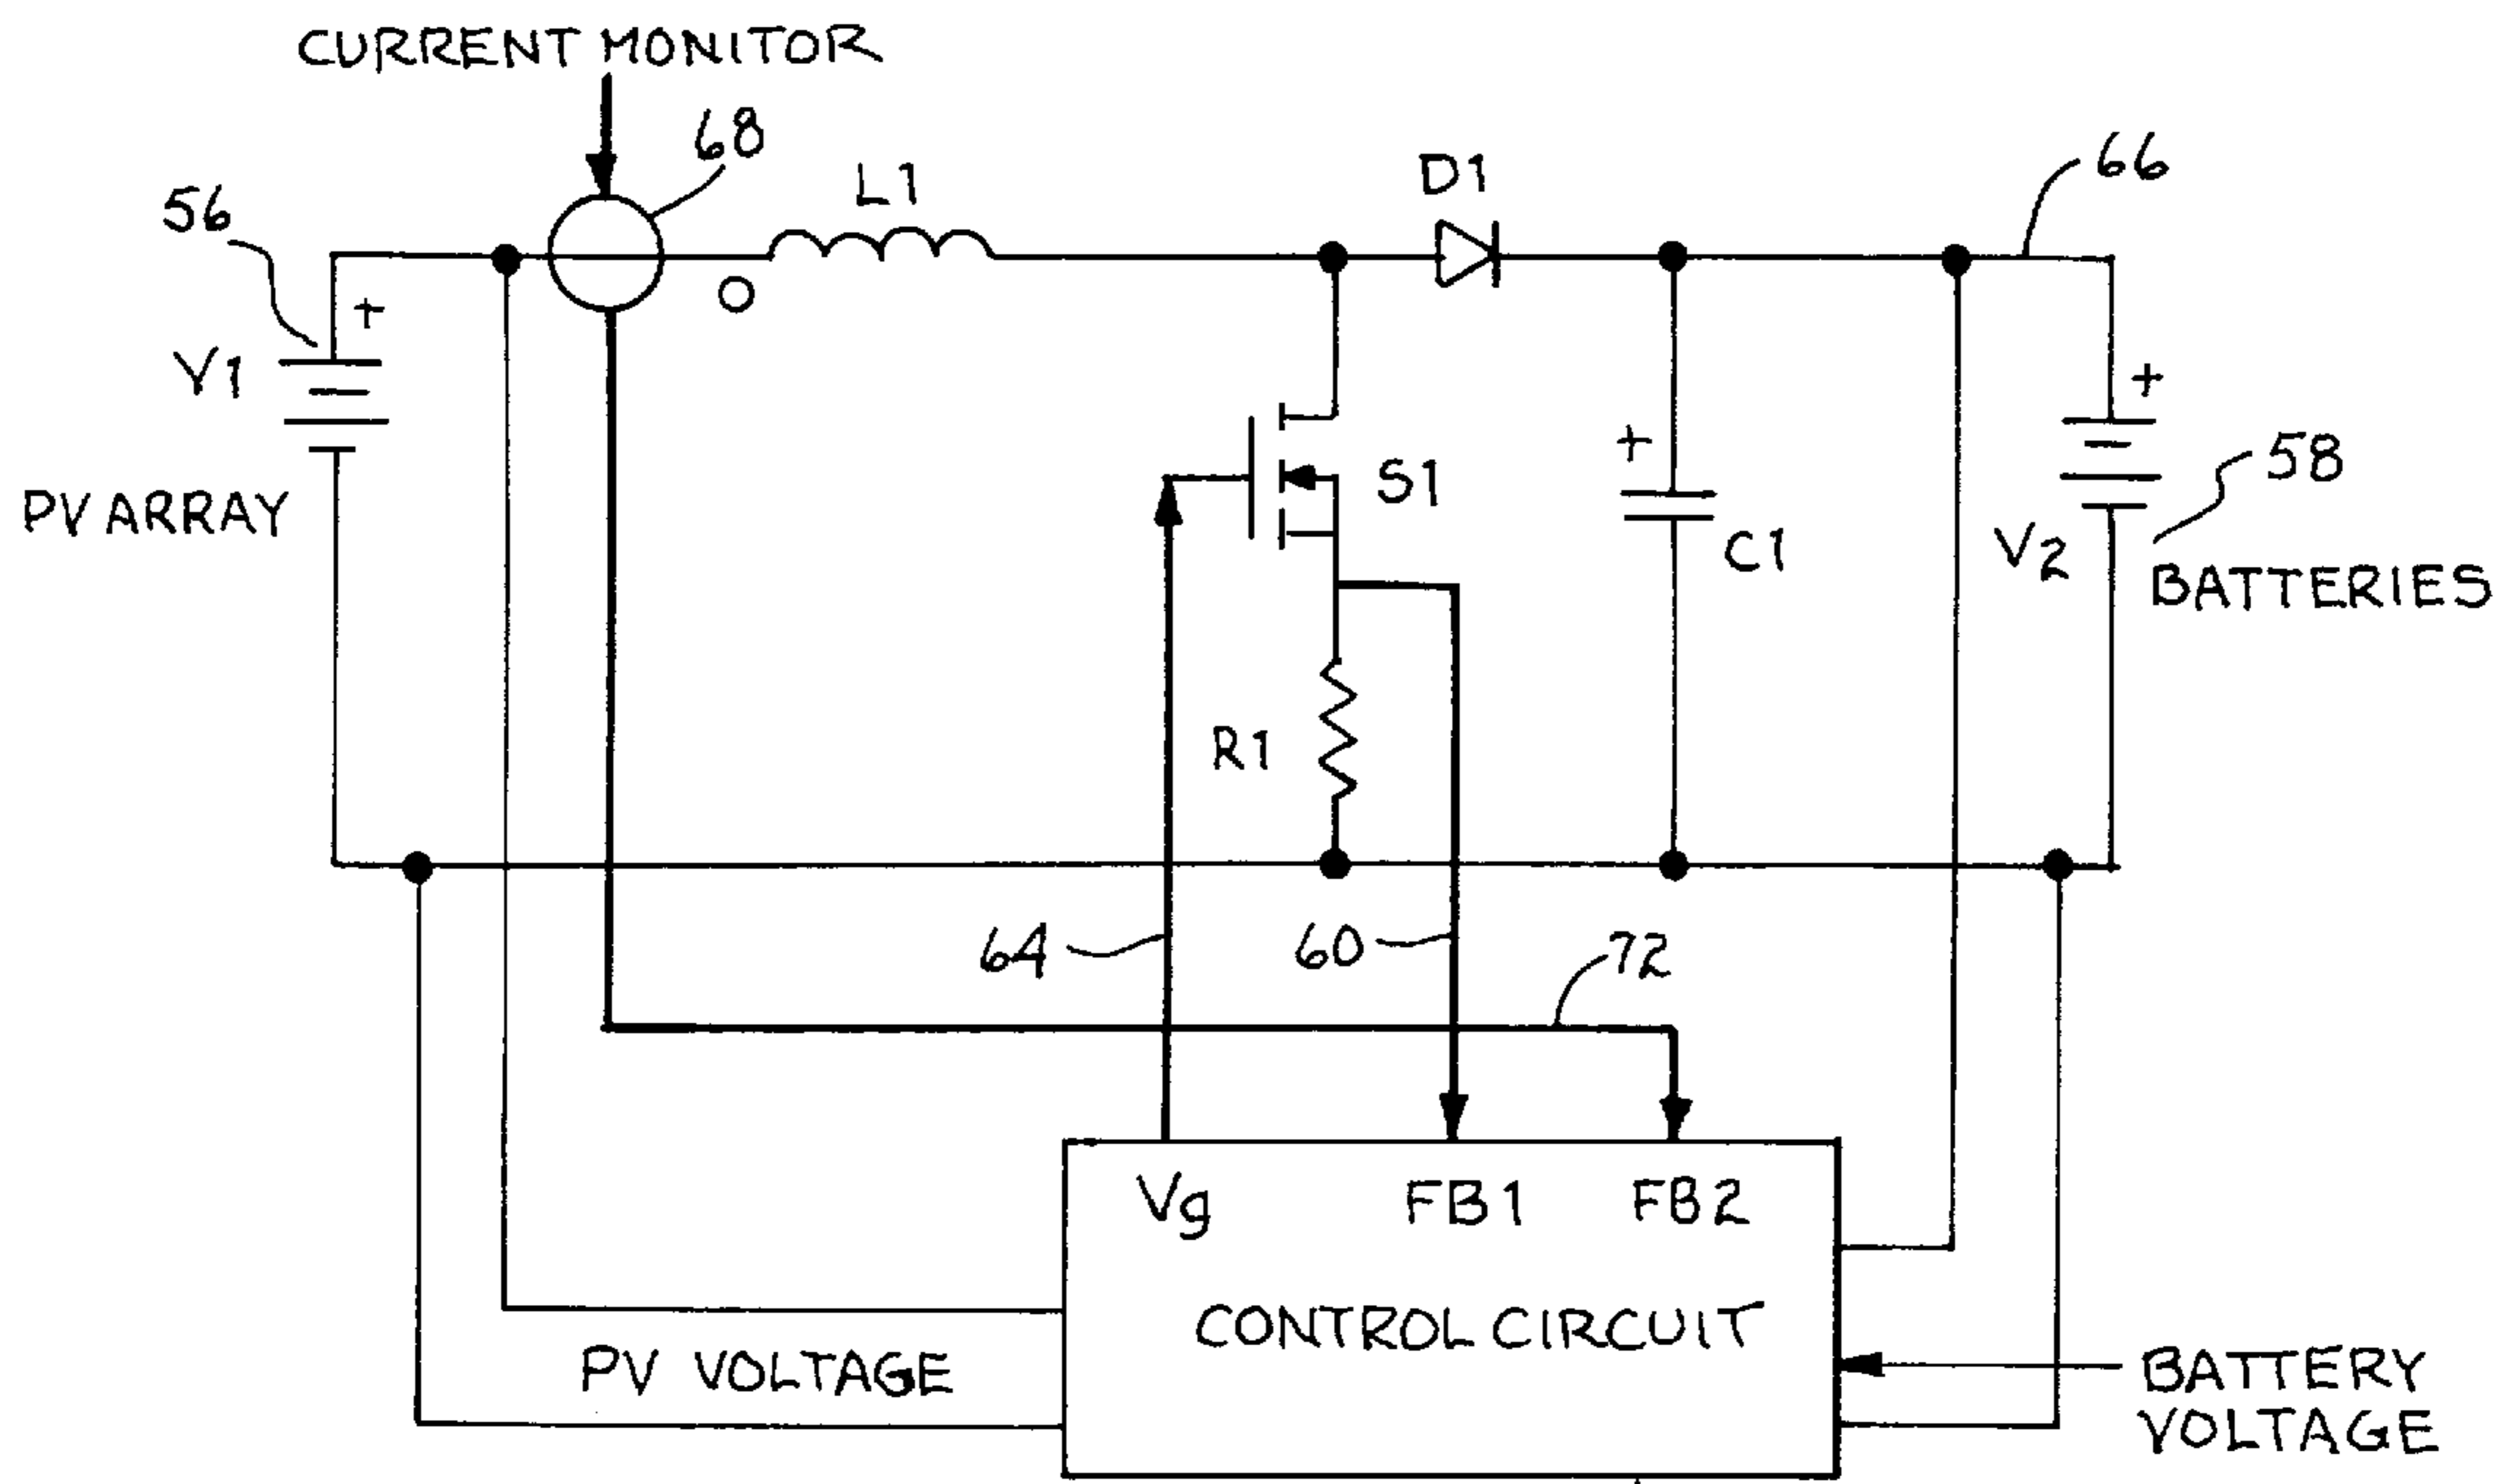 CURRENT MONITOR
68
L1
D1
66
56
+
V1
PV ARRAY
+
S1
+
C1
58
V2
BATTERIES
R1
64
60
72
Vg
FB1
FB2
CONTROL CIRCUIT
PV VOLTAGE
BATTERY
VOLTAGE